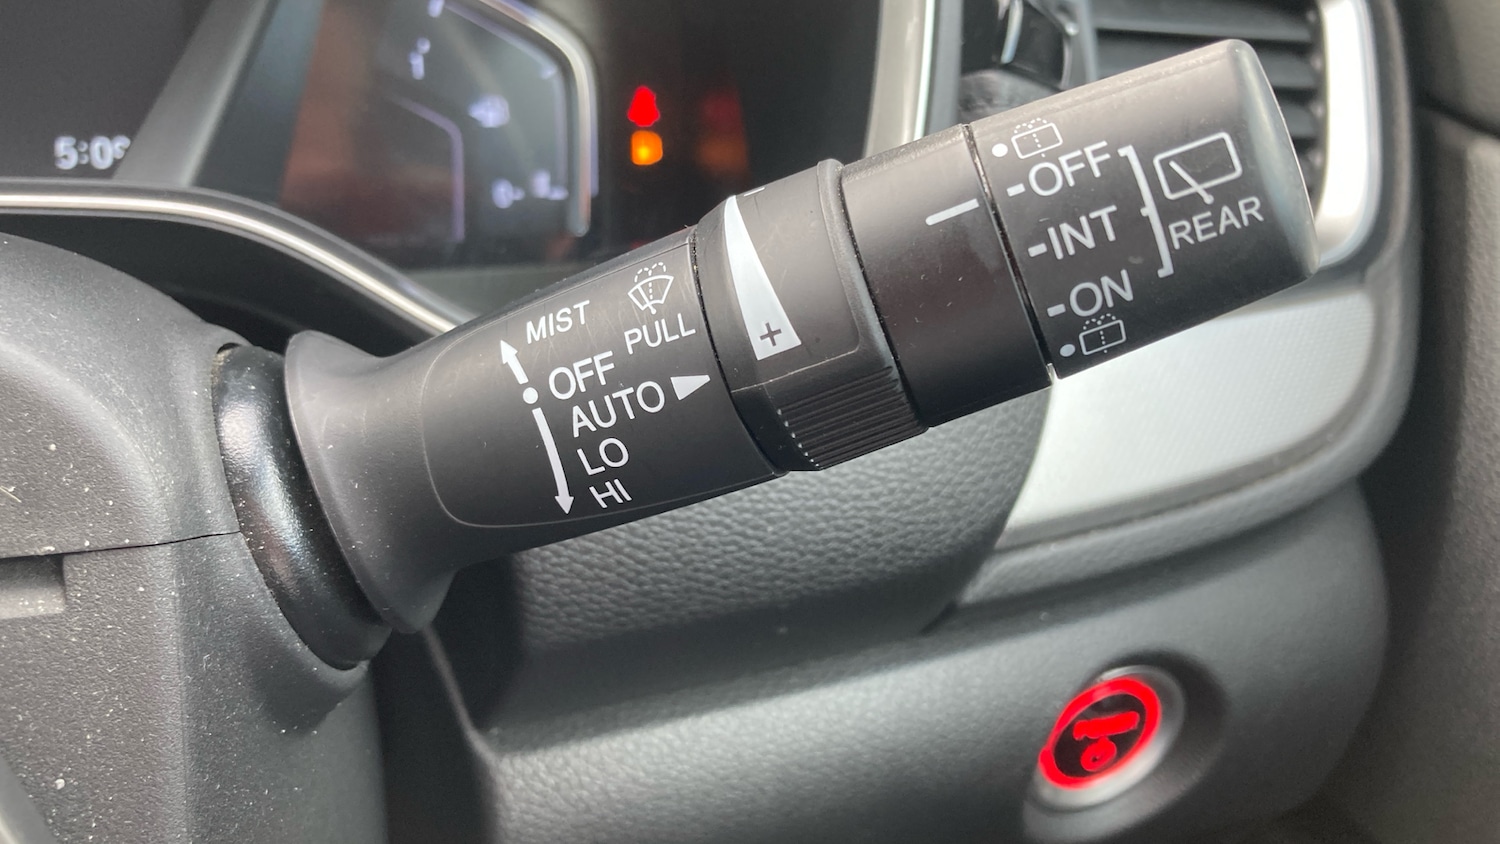 MIST
PULL
OFF
AUTO
LO
HI
+
-OFF
-INT
-ON
REAR